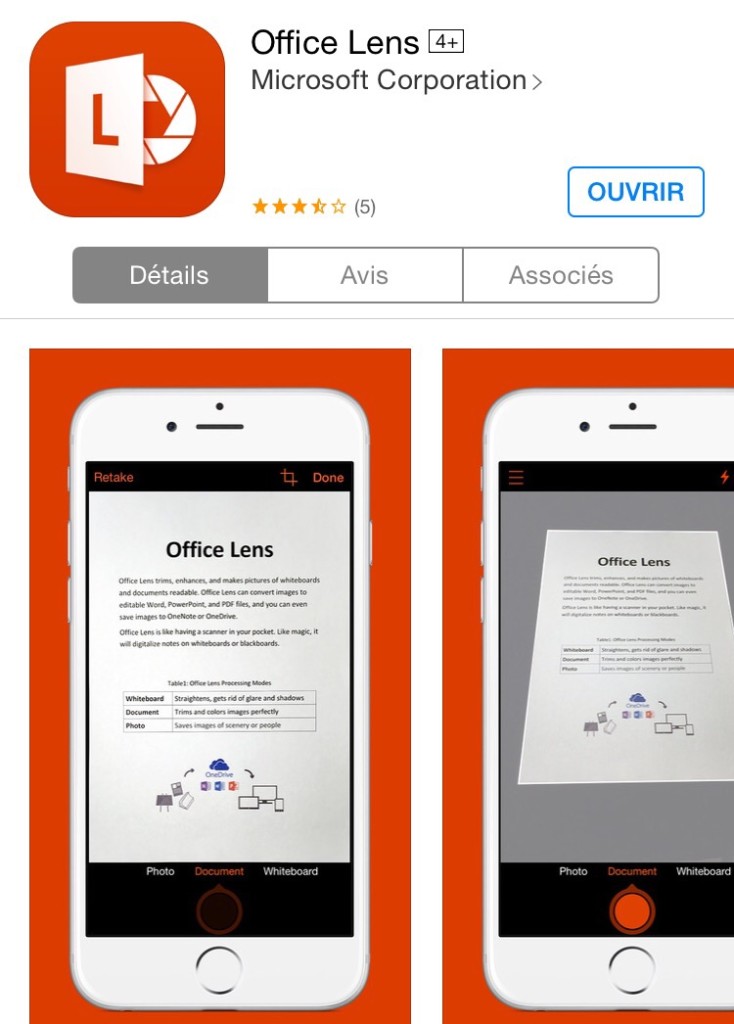 Office Lens 4+
Microsoft Corporation >
L
(5)
OUVRIR
Détails
Avis
Associés
Retake
Done
Office Lens
Office Lens trims, enhances, and makes pictures of whiteboards
and documents readable. Office Lens can convert images to
editable Word, PowerPoint, and PDF files, and you can even
save images to OneNote or OneDrive.
Office Lens is like having a scanner in your pocket. Like magic, it
will digitalize notes on whiteboards or blackboards.
Table1: Office Lens Processing Modes
Whiteboard Straightens, gets rid of glare and shadows
Document Trims and colors images perfectly
Photo Saves images of scenery or people
OneDrive
Photo
Document
Whiteboard
Office Lens
Office Lens trims, enhances, and makes pictures of whiteboards
and documents readable. Office Lens can convert images to
editable Word, PowerPoint, and PDF files, and you can even
save images to OneNote or OneDrive.
Office Lens is like having a scanner in your pocket. Like magic, it
will digitalize notes on whiteboards or blackboards.
Table1: Office Lens Processing Modes
Whiteboard Straightens, gets rid of glare and shadows
Document Trims and colors images perfectly
Photo Saves images of scenery or people
OneDrive
Photo
Document
Whiteboard